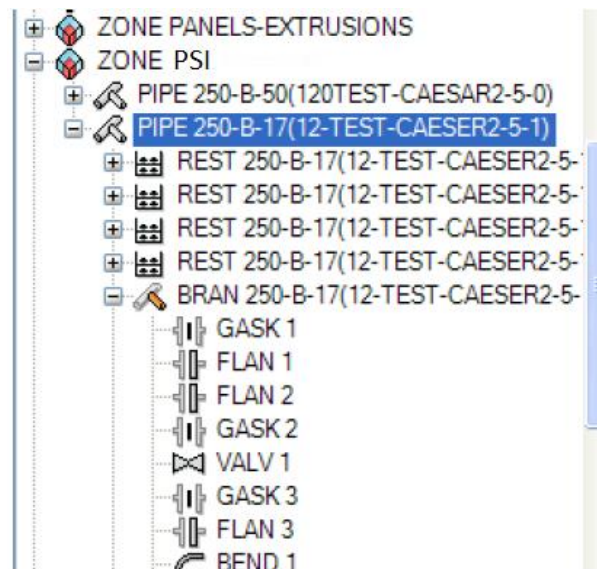 ZONE PANELS-EXTRUSIONS
ZONE PSI
PIPE 250-B-50(120TEST-CAESAR2-5-0)
PIPE 250-B-17(12-TEST-CAESER2-5-1)
REST 250-B-17(12-TEST-CAESER2-5-
REST 250-B-17(12-TEST-CAESER2-5-
REST 250-B-17(12-TEST-CAESER2-5-
REST 250-B-17(12-TEST-CAESER2-5-
BRAN 250-B-17(12-TEST-CAESER2-5-
GASK 1
FLAN 1
FLAN 2
GASK 2
VALV 1
GASK 3
FLAN 3
BEND 1